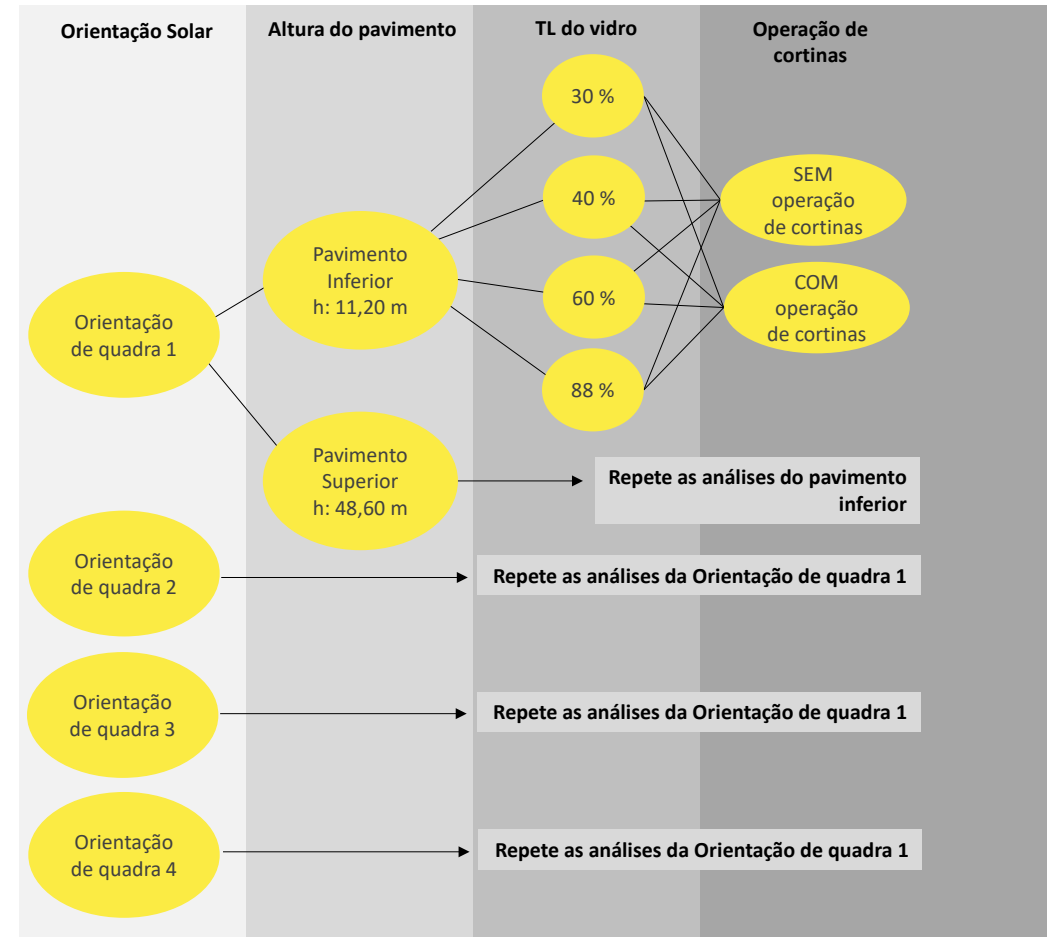 Orientação Solar
Altura do pavimento
TL do vidro
Operação de
cortinas
30 %
40 %
60 %
88 %
SEM
operação
de cortinas
COM
operação
de cortinas
Pavimento
Inferior
h: 11,20 m
Orientação
de quadra 1
Pavimento
Superior
h: 48,60 m
Repete as análises do pavimento
inferior
Orientação
de quadra 2
Repete as análises da Orientação de quadra 1
Orientação
de quadra 3
Repete as análises da Orientação de quadra 1
Orientação
de quadra 4
Repete as análises da Orientação de quadra 1